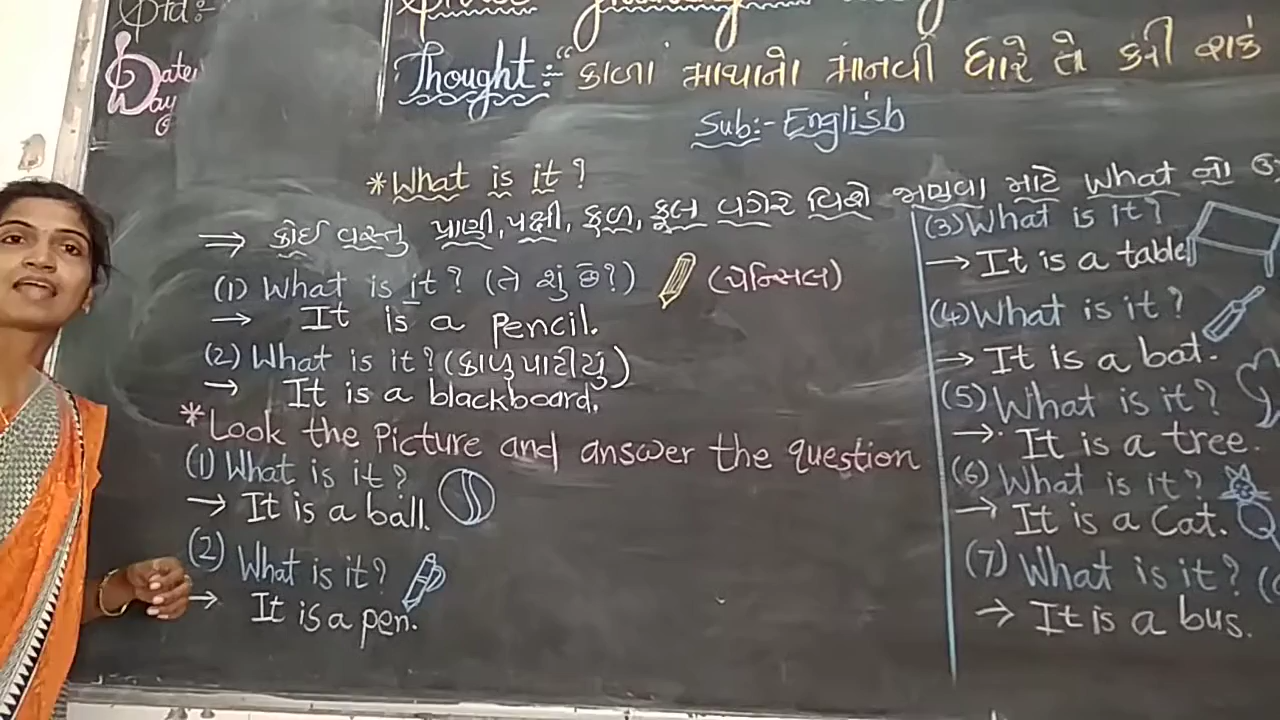 Std:-
Date
Day
Thought:- "કાળા માથાનો માનવી ધારે તે કરી શકે
Sub:- English
*What is it?
⇒ કોઈ વસ્તુ પ્રાણી, પક્ષી, ફળ, ફૂલ વગેરે વિશે જાણવા માટે What નો
(1) What is it? (તે શું છે?) (પેન્સિલ)
→ It is a pencil.
(2) What is it? (કાળુ પાટીયું)
→ It is a blackboard.
*Look the Picture and answer the question
(1) What is it?
→ It is a ball.
(2) What is it?
→ It is a pen.
(3) What is it?
→ It is a table
(4) What is it?
→ It is a bat.
(5) What is it?
→ It is a tree.
(6) What is it?
→ It is a Cat.
(7) What is it?
→ It is a bus.